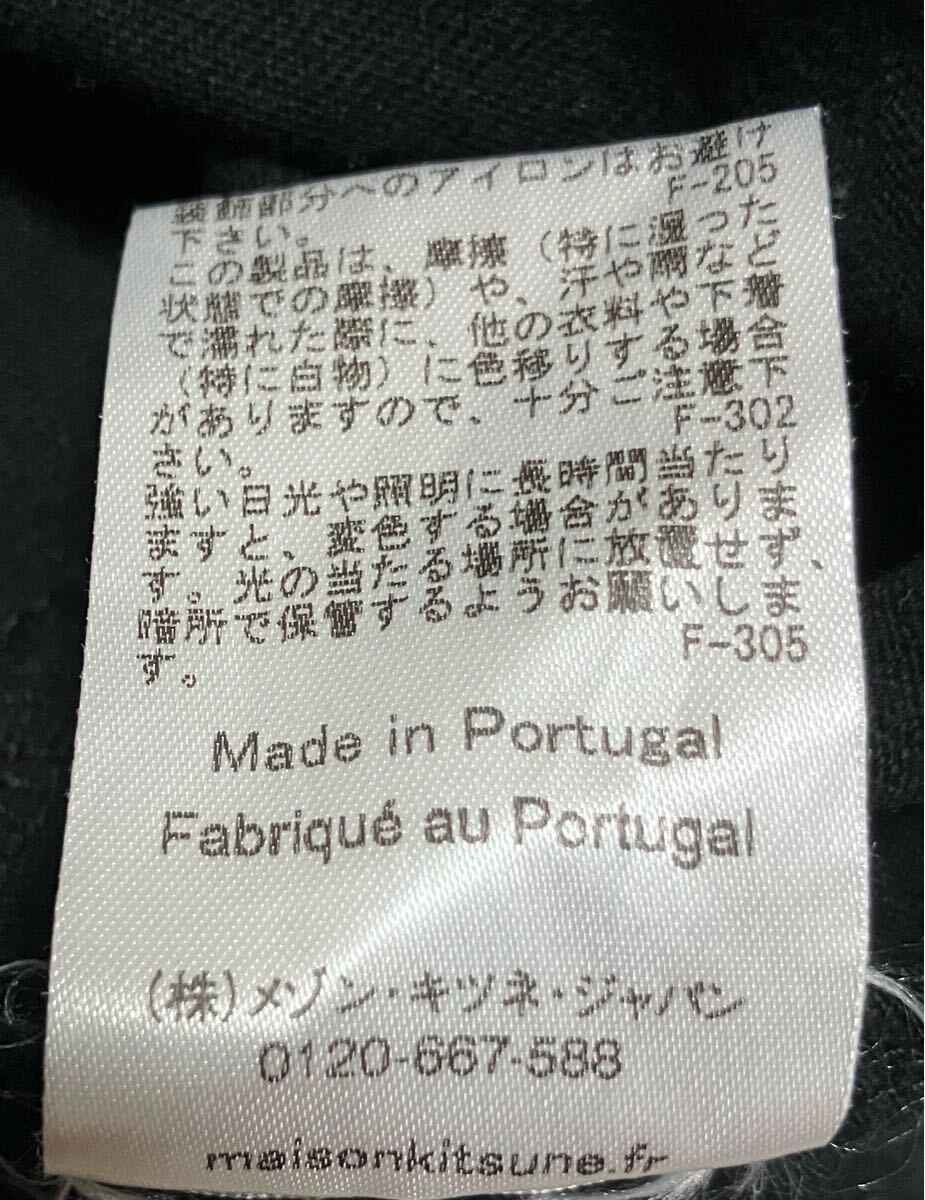 装飾部分へのアイロンはお避け
下さい。 F-205
この製品は、摩擦（特に湿った
状態での摩擦）や、汗や雨など
で濡れた際に、他の衣料や下着
（特に白物）に色移りする場合
がありますので、十分ご注意下
さい。 F-302
強い日光や照明に長時間当たり
ますと、変色する場合がありま
す。光の当たる場所に放置せず、
暗所で保管するようお願いしま
す。 F-305
Made in Portugal
Fabriqué au Portugal
(株)メゾン・キツネ・ジャパン
0120-667-588
maisonkitsune.fr